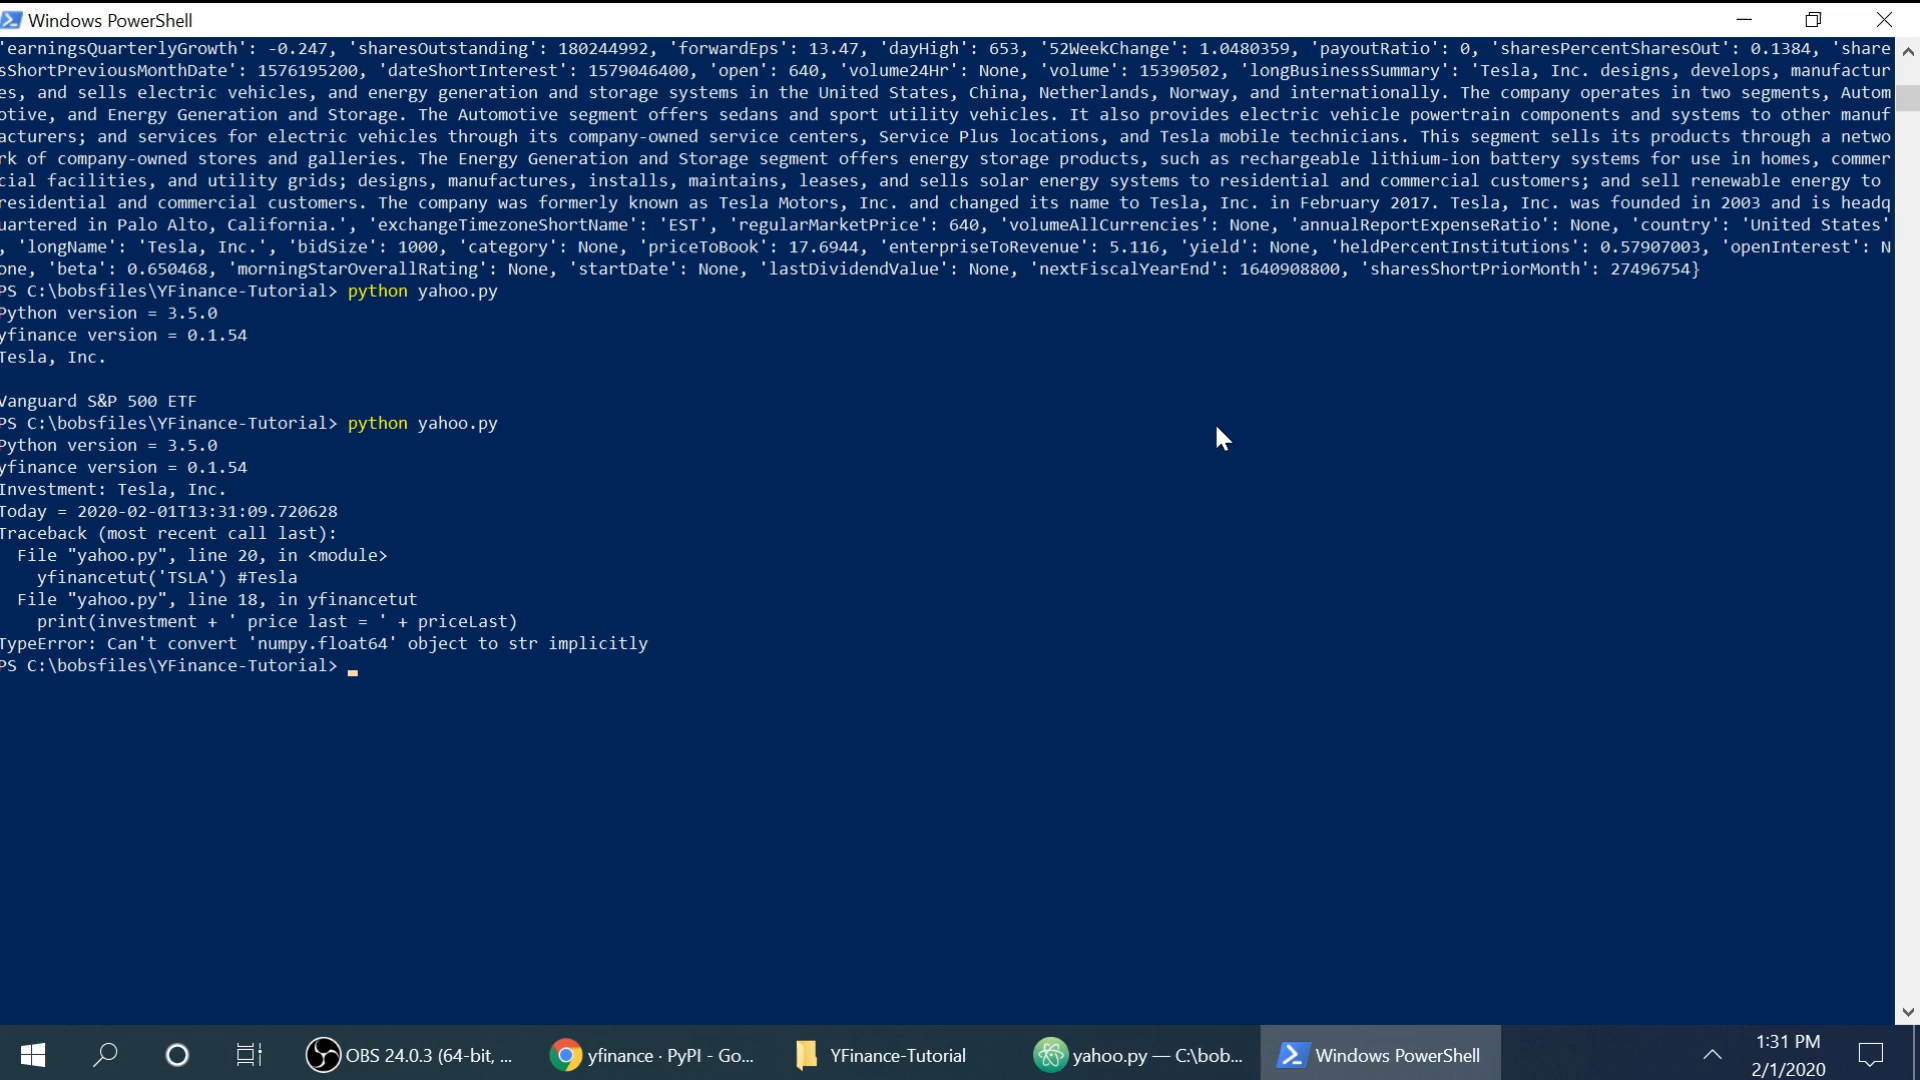 Windows PowerShell
'earningsQuarterlyGrowth': -0.247, 'sharesOutstanding': 180244992, 'forwardEps': 13.47, 'dayHigh': 653, '52WeekChange': 1.0480359, 'payoutRatio': 0, 'sharesPercentSharesOut': 0.1384, 'share
sShortPreviousMonthDate': 1576195200, 'dateShortInterest': 1579046400, 'open': 640, 'volume24Hr': None, 'volume': 15390502, 'longBusinessSummary': 'Tesla, Inc. designs, develops, manufactur
es, and sells electric vehicles, and energy generation and storage systems in the United States, China, Netherlands, Norway, and internationally. The company operates in two segments, Autom
otive, and Energy Generation and Storage. The Automotive segment offers sedans and sport utility vehicles. It also provides electric vehicle powertrain components and systems to other manuf
acturers; and services for electric vehicles through its company-owned service centers, Service Plus locations, and Tesla mobile technicians. This segment sells its products through a netwo
rk of company-owned stores and galleries. The Energy Generation and Storage segment offers energy storage products, such as rechargeable lithium-ion battery systems for use in homes, commer
cial facilities, and utility grids; designs, manufactures, installs, maintains, leases, and sells solar energy systems to residential and commercial customers; and sell renewable energy to
residential and commercial customers. The company was formerly known as Tesla Motors, Inc. and changed its name to Tesla, Inc. in February 2017. Tesla, Inc. was founded in 2003 and is headq
uartered in Palo Alto, California.', 'exchangeTimezoneShortName': 'EST', 'regularMarketPrice': 640, 'volumeAllCurrencies': None, 'annualReportExpenseRatio': None, 'country': 'United States'
, 'longName': 'Tesla, Inc.', 'bidSize': 1000, 'category': None, 'priceToBook': 17.6944, 'enterpriseToRevenue': 5.116, 'yield': None, 'heldPercentInstitutions': 0.57907003, 'openInterest': N
one, 'beta': 0.650468, 'morningStarOverallRating': None, 'startDate': None, 'lastDividendValue': None, 'nextFiscalYearEnd': 1640908800, 'sharesShortPriorMonth': 27496754}
PS C:\bobsfiles\YFinance-Tutorial> python yahoo.py
Python version = 3.5.0
yfinance version = 0.1.54
Tesla, Inc.
Vanguard S&P 500 ETF
PS C:\bobsfiles\YFinance-Tutorial> python yahoo.py
Python version = 3.5.0
yfinance version = 0.1.54
Investment: Tesla, Inc.
Today = 2020-02-01T13:31:09.720628
Traceback (most recent call last):
File "yahoo.py", line 20, in <module>
yfinancetut('TSLA') #Tesla
File "yahoo.py", line 18, in yfinancetut
print(investment + ' price last = ' + priceLast)
TypeError: Can't convert 'numpy.float64' object to str implicitly
PS C:\bobsfiles\YFinance-Tutorial>
OBS 24.0.3 (64-bit, ...
yfinance · PyPI - Go...
YFinance-Tutorial
yahoo.py — C:\bob...
Windows PowerShell
1:31 PM
2/1/2020